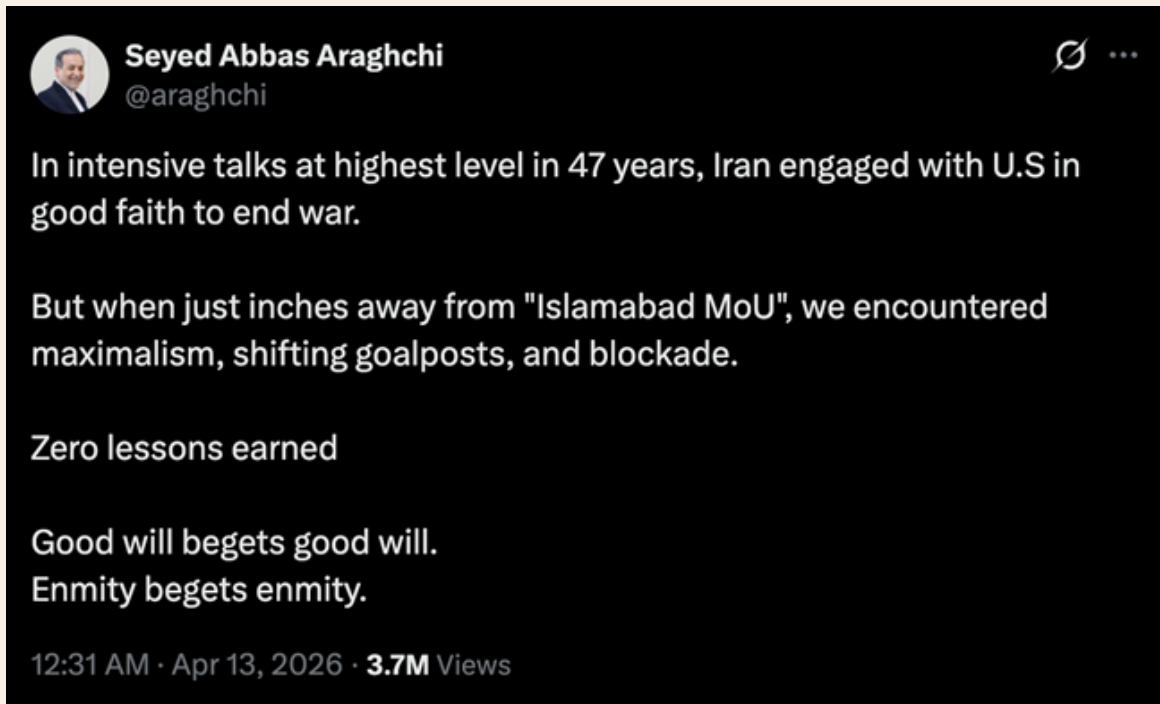 Seyed Abbas Araghchi
@araghchi
In intensive talks at highest level in 47 years, Iran engaged with U.S in
good faith to end war.
But when just inches away from "Islamabad MoU", we encountered
maximalism, shifting goalposts, and blockade.
Zero lessons earned
Good will begets good will.
Enmity begets enmity.
12:31 AM · Apr 13, 2026 · 3.7M Views